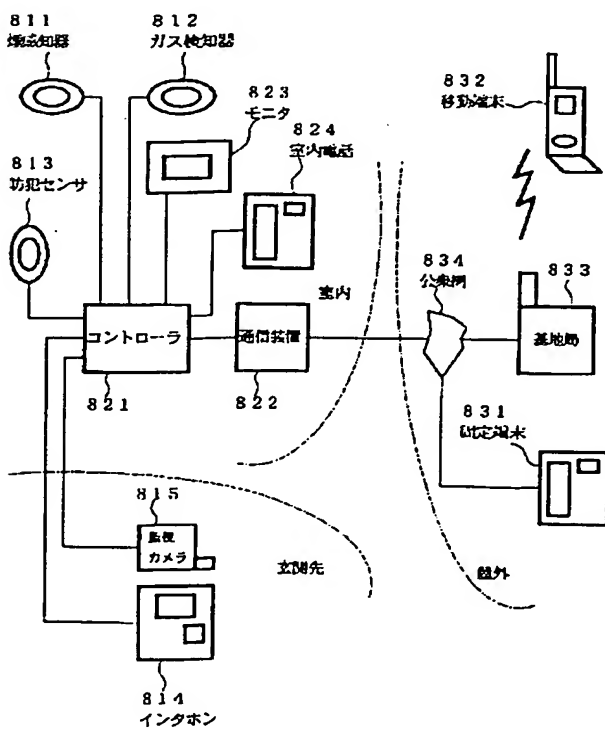 811
煙感知器
812
ガス検知器
823
モニタ
824
室内電話
813
防犯センサ
832
移動端末
834
公衆網
833
基地局
室内
コントローラ
通信装置
821
822
831
固定端末
815
監視
カメラ
玄関先
屋外
814
インタホン